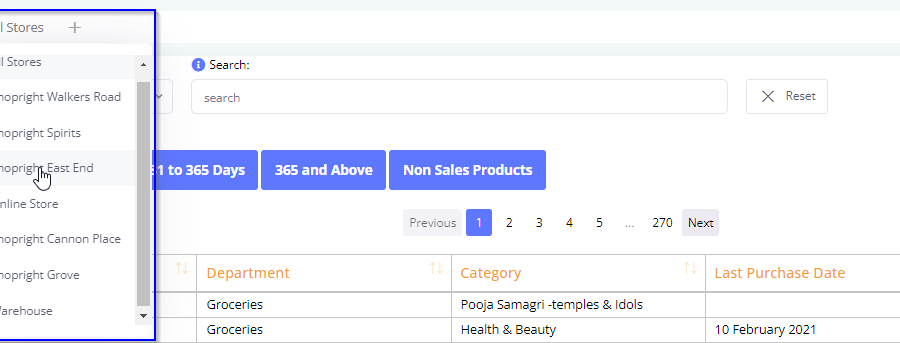 l Stores +
ll Stores
Search:
hopright Walkers Road
search
Reset
hopright Spirits
hopright East End
1 to 365 Days
365 and Above
Non Sales Products
nline Store
Previous 1 2 3 4 5 ... 270 Next
hopright Cannon Place
hopright Grove
Department Category Last Purchase Date
arehouse
Groceries Pooja Samagri -temples & Idols
Groceries Health & Beauty 10 February 2021